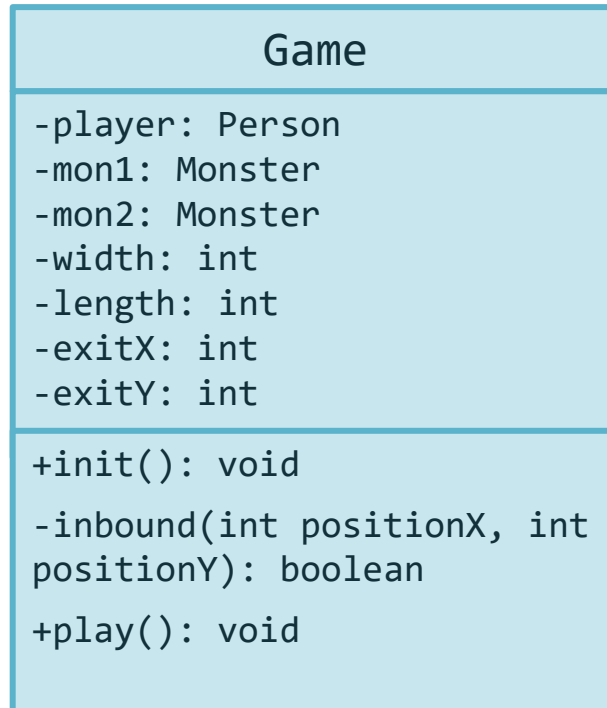 Game
-player: Person
-mon1: Monster
-mon2: Monster
-width: int
-length: int
-exitX: int
-exitY: int
+init(): void
-inbound(int positionX, int
positionY): boolean
+play(): void